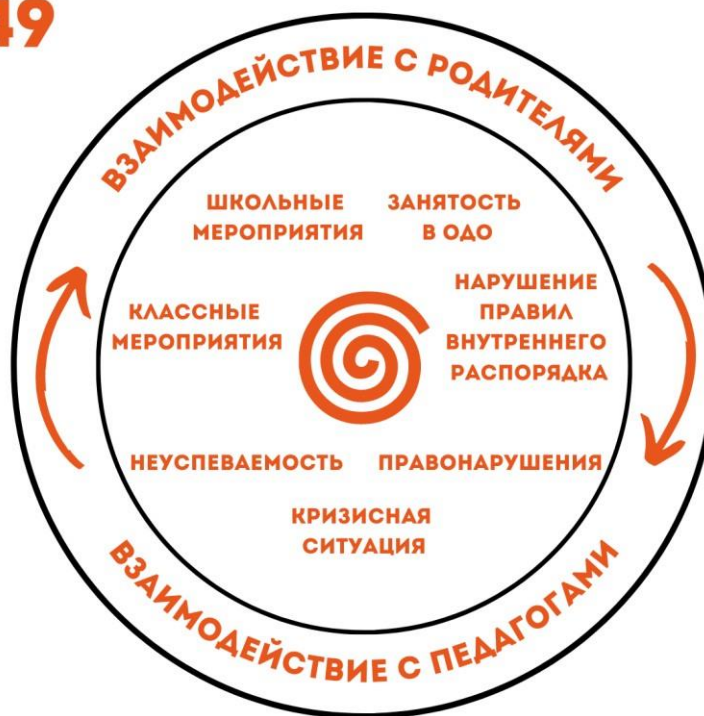 49
ВЗАИМОДЕЙСТВИЕ С РОДИТЕЛЯМИ
ШКОЛЬНЫЕ
МЕРОПРИЯТИЯ
ЗАНЯТОСТЬ
В ОДО
НАРУШЕНИЕ
ПРАВИЛ
ВНУТРЕННЕГО
РАСПОРЯДКА
КЛАССНЫЕ
МЕРОПРИЯТИЯ
НЕУСПЕВАЕМОСТЬ
ПРАВОНАРУШЕНИЯ
КРИЗИСНАЯ
СИТУАЦИЯ
ВЗАИМОДЕЙСТВИЕ С ПЕДАГОГАМИ